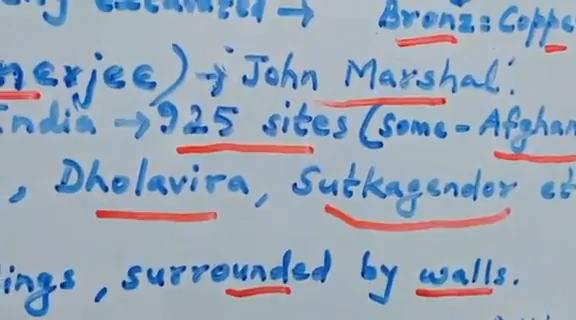 → Bronz = Coppe
nerjee) → John Marshal.
India → 925 sites (some - Afghan
, Dholavira, Sutkagendor et
ings, surrounded by walls.